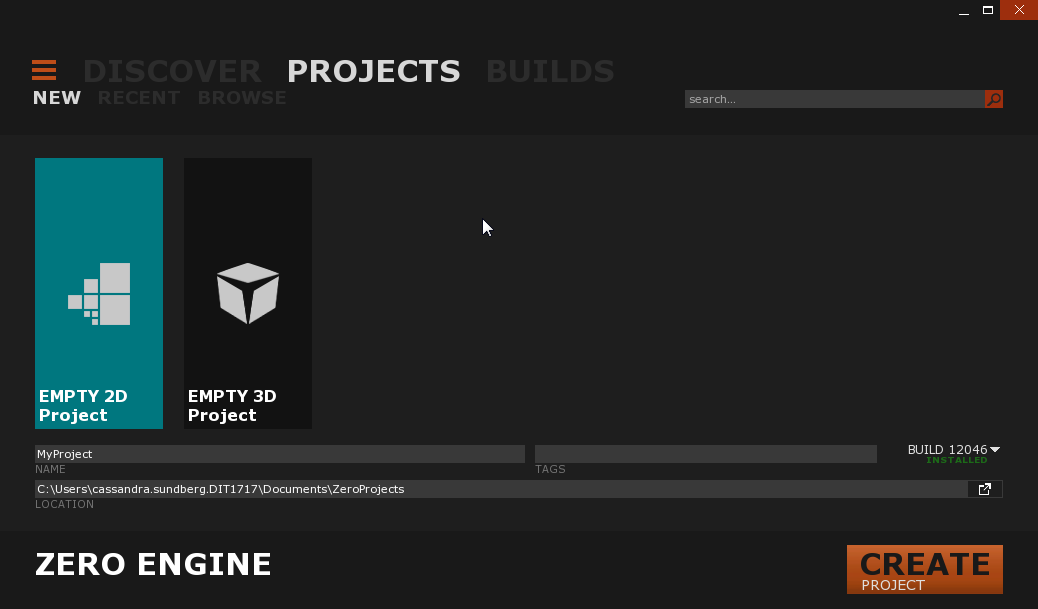 DISCOVER PROJECTS BUILDS
NEW RECENT BROWSE
search...
EMPTY 2D
Project
EMPTY 3D
Project
MyProject
NAME
TAGS
BUILD 12046
INSTALLED
C:\Users\cassandra.sundberg.DIT1717\Documents\ZeroProjects
LOCATION
ZERO ENGINE
CREATE
PROJECT